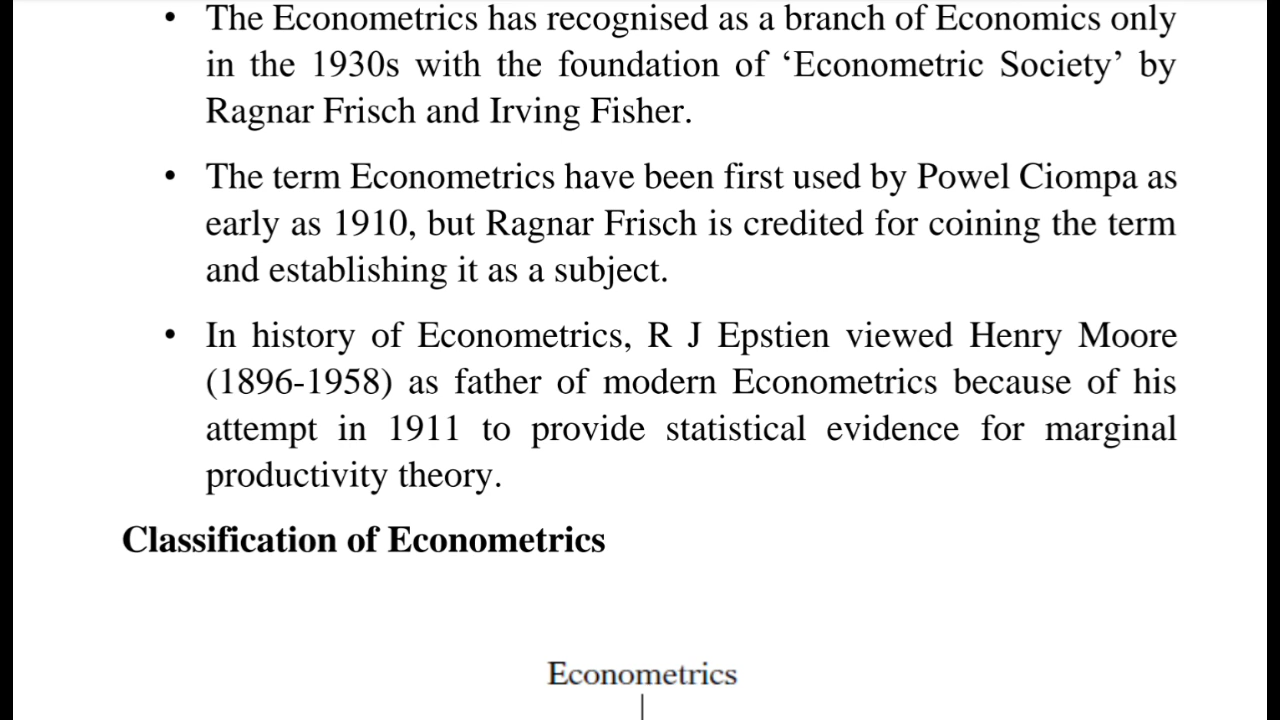 • The Econometrics has recognised as a branch of Economics only
in the 1930s with the foundation of ‘Econometric Society’ by
Ragnar Frisch and Irving Fisher.
• The term Econometrics have been first used by Powel Ciompa as
early as 1910, but Ragnar Frisch is credited for coining the term
and establishing it as a subject.
• In history of Econometrics, R J Epstien viewed Henry Moore
(1896-1958) as father of modern Econometrics because of his
attempt in 1911 to provide statistical evidence for marginal
productivity theory.
Classification of Econometrics
Econometrics